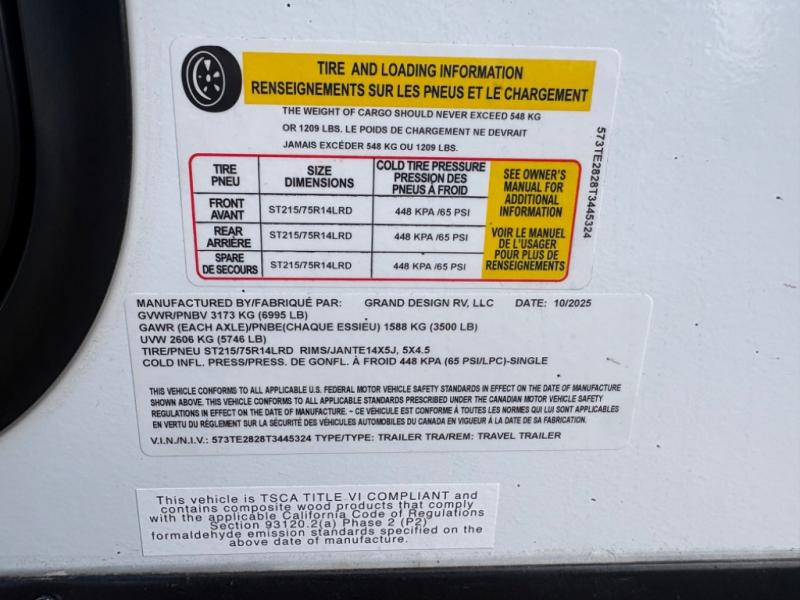 TIRE AND LOADING INFORMATION
RENSEIGNEMENTS SUR LES PNEUS ET LE CHARGEMENT
THE WEIGHT OF CARGO SHOULD NEVER EXCEED 548 KG
OR 1209 LBS. LE POIDS DE CHARGEMENT NE DEVRAIT
JAMAIS EXCÉDER 548 KG OU 1209 LBS.
TIRE PNEU SIZE DIMENSIONS COLD TIRE PRESSURE PRESSION DES PNEUS À FROID
FRONT AVANT ST215/75R14LRD 448 KPA /65 PSI
REAR ARRIÈRE ST215/75R14LRD 448 KPA /65 PSI
SPARE DE SECOURS ST215/75R14LRD 448 KPA /65 PSI
SEE OWNER'S
MANUAL FOR
ADDITIONAL
INFORMATION
VOIR LE MANUEL
DE L'USAGER
POUR PLUS DE
RENSEIGNEMENTS
573TE2828T3445324
MANUFACTURED BY/FABRIQUÉ PAR: GRAND DESIGN RV, LLC DATE: 10/2025
GVWR/PNBV 3173 KG (6995 LB)
GAWR (EACH AXLE)/PNBE(CHAQUE ESSIEU) 1588 KG (3500 LB)
UVW 2606 KG (5746 LB)
TIRE/PNEU ST215/75R14LRD RIMS/JANTE14X5J, 5X4.5
COLD INFL. PRESS/PRESS. DE GONFL. À FROID 448 KPA (65 PSI/LPC)-SINGLE
THIS VEHICLE CONFORMS TO ALL APPLICABLE U.S. FEDERAL MOTOR VEHICLE SAFETY STANDARDS IN EFFECT ON THE DATE OF MANUFACTURE
SHOWN ABOVE. THIS VEHICLE CONFORMS TO ALL APPLICABLE STANDARDS PRESCRIBED UNDER THE CANADIAN MOTOR VEHICLE SAFETY
REGULATIONS IN EFFECT ON THE DATE OF MANUFACTURE. ~ CE VÉHICULE EST CONFORME À TOUTES LES NORMES QUI LUI SONT APPLICABLES
EN VERTU DU RÈGLEMENT SUR LA SÉCURITÉ DES VÉHICULES AUTOMOBILES DU CANADA EN VIGUEUR À LA DATE DE SA FABRICATION.
V.I.N./N.I.V.: 573TE2828T3445324 TYPE/TYPE: TRAILER TRA/REM: TRAVEL TRAILER
This vehicle is TSCA TITLE VI COMPLIANT and
contains composite wood products that comply
with the applicable California Code of Regulations
Section 93120.2(a) Phase 2 (P2)
formaldehyde emission standards specified on the
above date of manufacture.